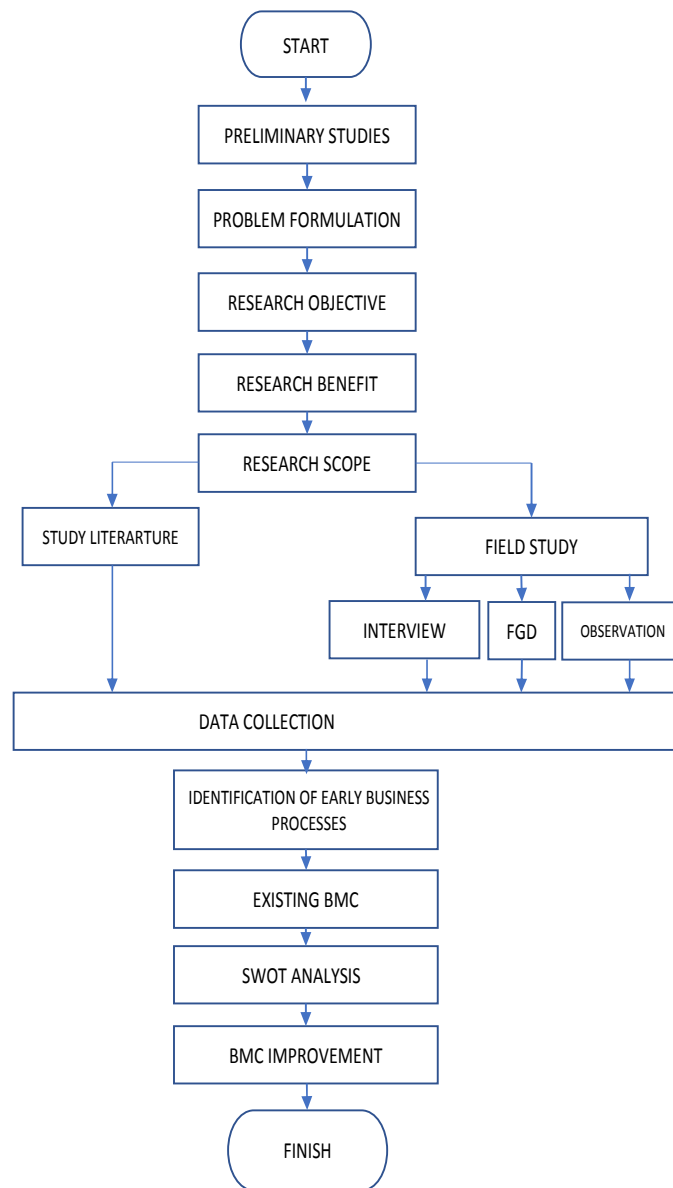 START
PRELIMINARY STUDIES
PROBLEM FORMULATION
RESEARCH OBJECTIVE
RESEARCH BENEFIT
RESEARCH SCOPE
STUDY LITERARTURE
FIELD STUDY
INTERVIEW
FGD
OBSERVATION
DATA COLLECTION
IDENTIFICATION OF EARLY BUSINESS
PROCESSES
EXISTING BMC
SWOT ANALYSIS
BMC IMPROVEMENT
FINISH